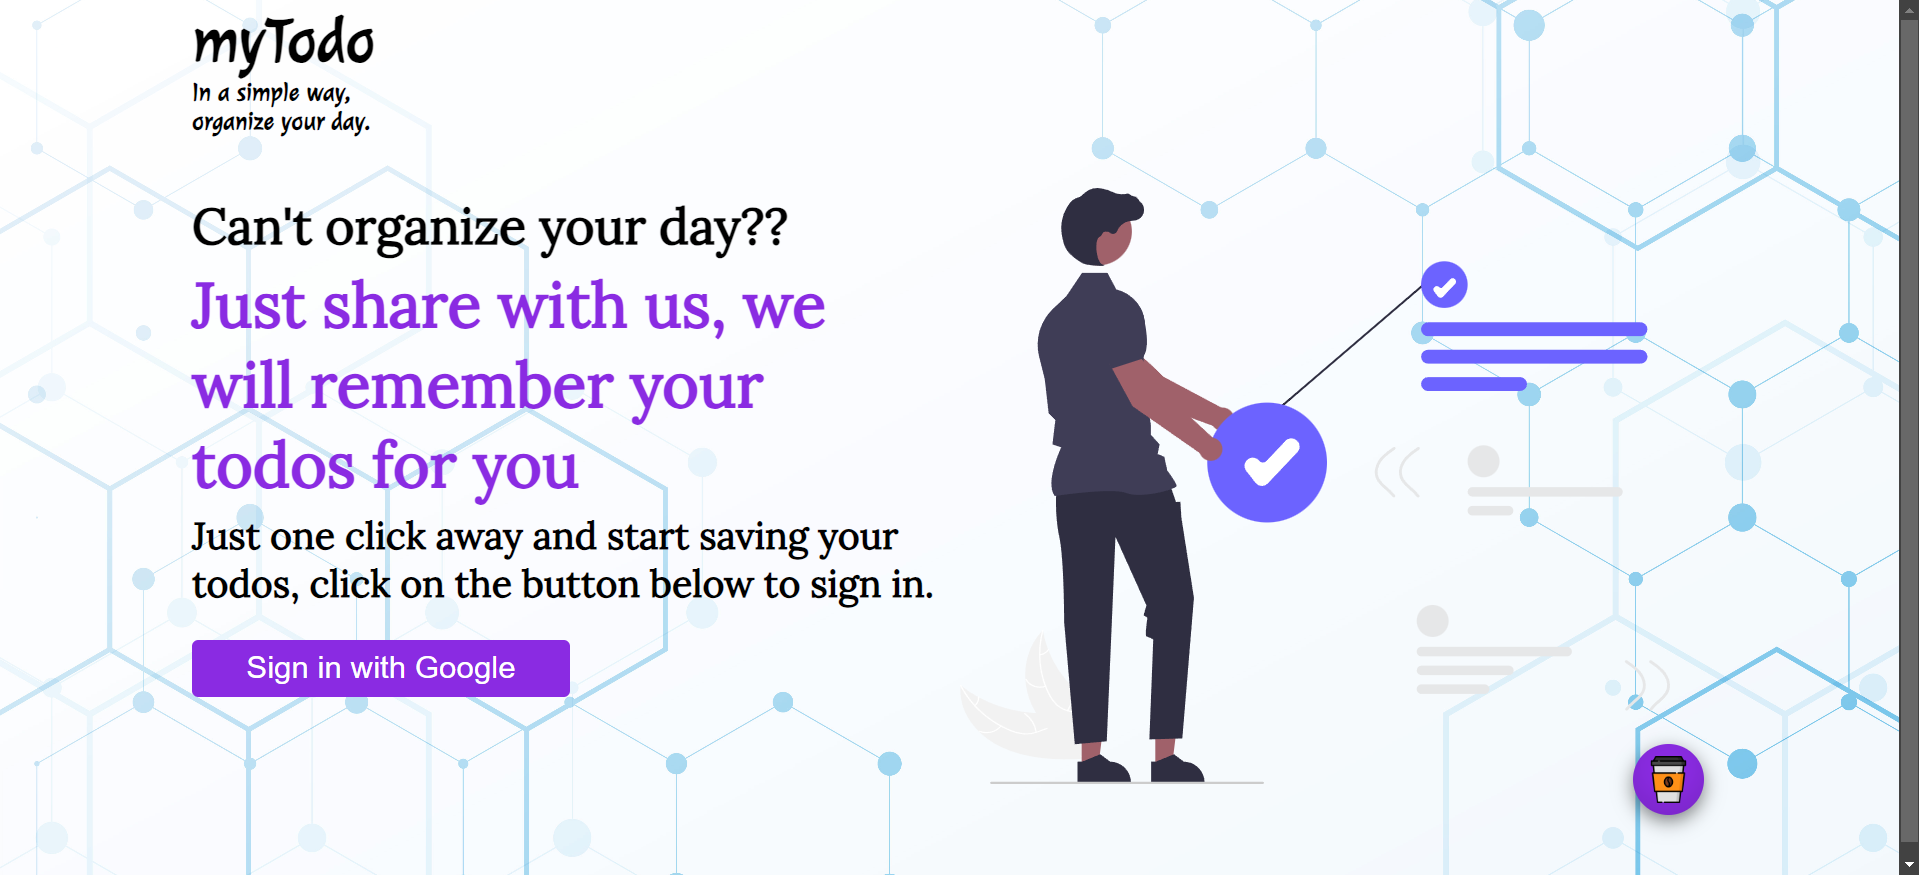 myTodo
In a simple way,
organize your day.
Can't organize your day??
Just share with us, we
will remember your
todos for you
Just one click away and start saving your
todos, click on the button below to sign in.
Sign in with Google